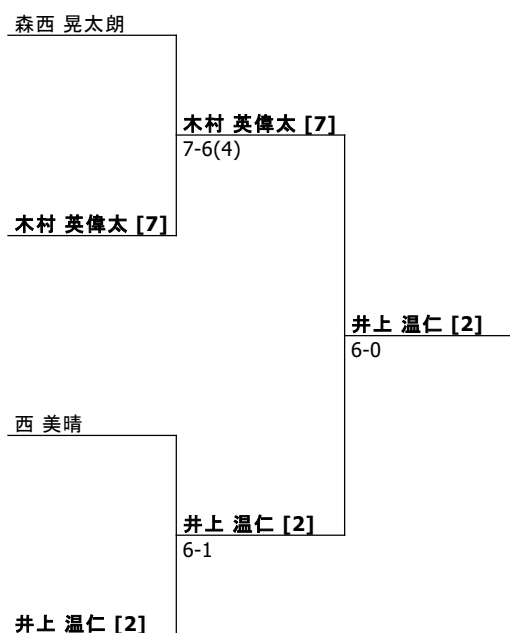 森西 晃太朗
木村 英偉太 [7]
7-6(4)
木村 英偉太 [7]
井上 温仁 [2]
6-0
西 美晴
井上 温仁 [2]
6-1
井上 温仁 [2]